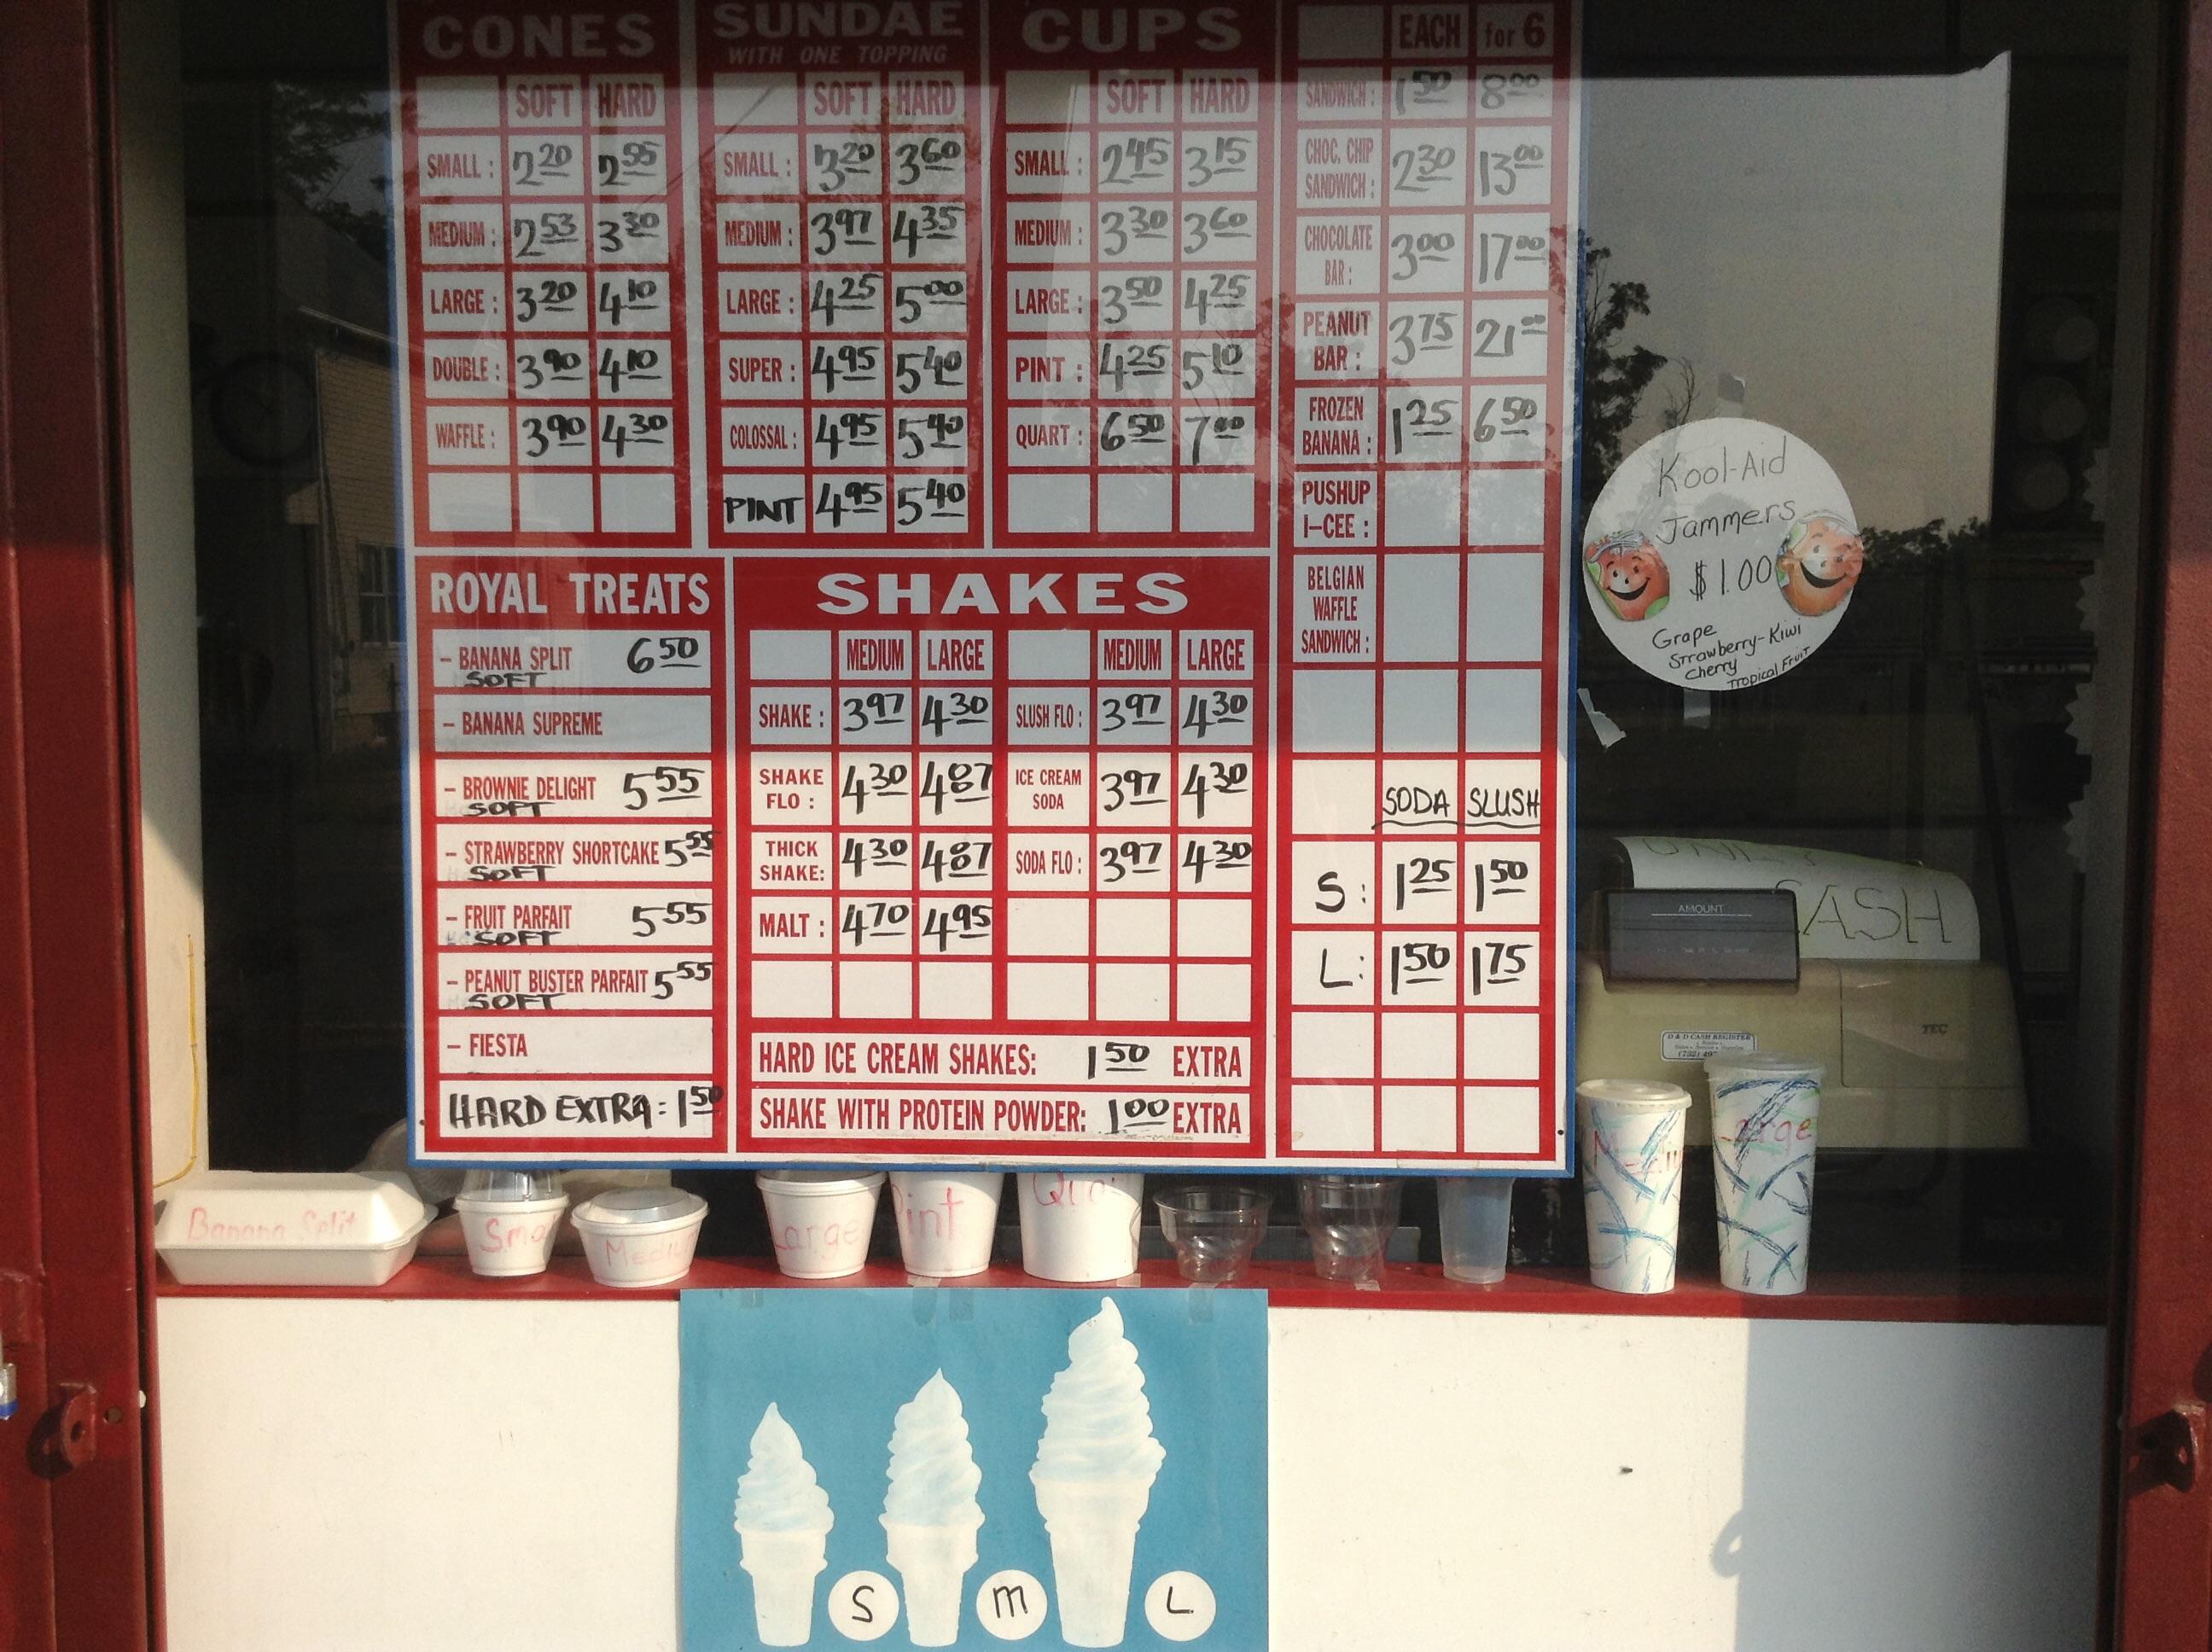 CONES
SOFT HARD
SMALL: 2.20 2.55
MEDIUM: 2.53 3.30
LARGE: 3.20 4.10
DOUBLE: 3.90 4.10
WAFFLE: 3.90 4.30
SUNDAE
WITH ONE TOPPING
SOFT HARD
SMALL: 3.20 3.60
MEDIUM: 3.97 4.35
LARGE: 4.25 5.00
SUPER: 4.95 5.40
COLOSSAL: 4.95 5.40
PINT 4.95 5.40
CUPS
SOFT HARD
SMALL: 2.45 3.15
MEDIUM: 3.30 3.60
LARGE: 3.50 4.25
PINT: 4.25 5.10
QUART: 6.50 7.00
EACH for 6
SANDWICH: 1.50 8.00
CHOC. CHIP
SANDWICH: 2.30 13.00
CHOCOLATE
BAR: 3.00 17.00
PEANUT
BAR: 3.75 21.00
FROZEN
BANANA: 1.25 6.50
PUSHUP
I-CEE:
BELGIAN
WAFFLE
SANDWICH:
SODA SLUSH
S: 1.25 1.50
L: 1.50 1.75
ROYAL TREATS
- BANANA SPLIT 6.50
SOFT
- BANANA SUPREME
- BROWNIE DELIGHT 5.55
SOFT
- STRAWBERRY SHORTCAKE 5.55
SOFT
- FRUIT PARFAIT 5.55
SOFT
- PEANUT BUSTER PARFAIT 5.55
SOFT
- FIESTA
HARD EXTRA: 1.50
SHAKES
MEDIUM LARGE MEDIUM LARGE
SHAKE: 3.97 4.30 SLUSH FLO: 3.97 4.30
SHAKE
FLO: 4.30 4.87
ICE CREAM
SODA 3.97 4.30
THICK
SHAKE: 4.30 4.87
SODA FLO: 3.97 4.30
MALT: 4.70 4.95
HARD ICE CREAM SHAKES: 1.50 EXTRA
SHAKE WITH PROTEIN POWDER: 1.00 EXTRA
Kool-Aid
Jammers
$1.00
Grape
Strawberry-Kiwi
Cherry
Tropical Fruit
ONLY
CASH
AMOUNT
TEC
D & D CASH REGISTER
Banana Split
Small
Medium
Large
Pint
Large
S m L